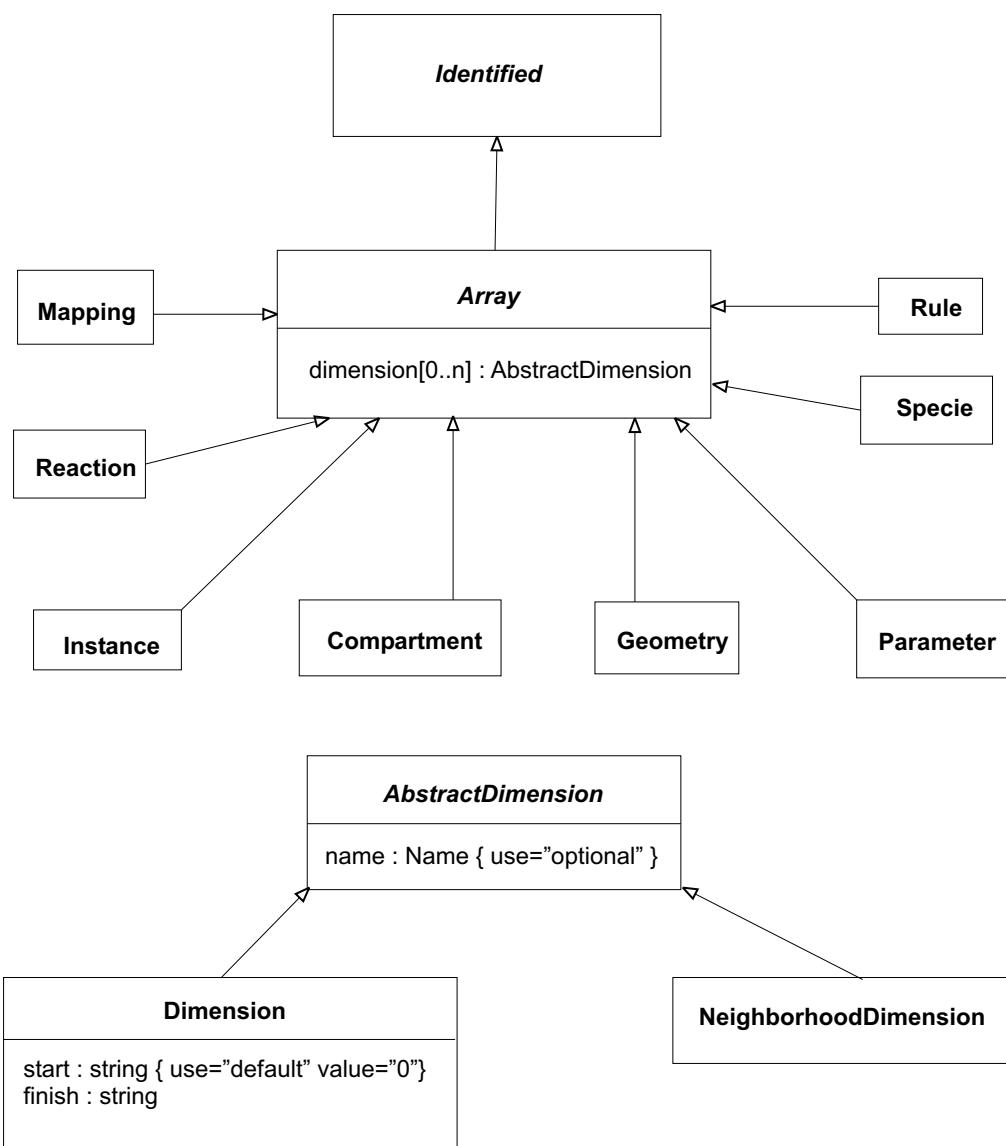 Identified
Array
dimension[0..n] : AbstractDimension
Mapping
Rule
Specie
Reaction
Instance
Compartment
Geometry
Parameter
AbstractDimension
name : Name { use=”optional” }
Dimension
start : string { use=”default” value=”0”}
finish : string
NeighborhoodDimension